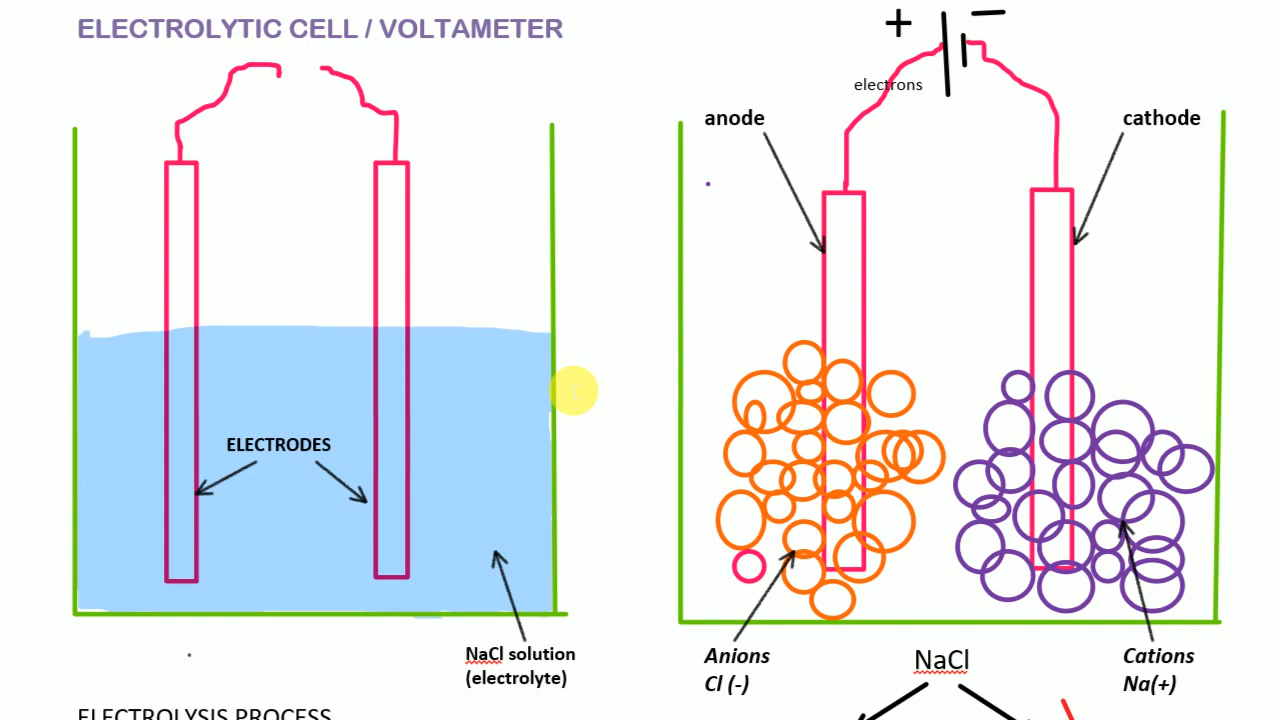 ELECTROLYTIC CELL / VOLTAMETER
+ −
electrons
anode
cathode
ELECTRODES
NaCl solution
(electrolyte)
Anions
Cl (-)
NaCl
Cations
Na(+)
ELECTROLYSIS PROCESS